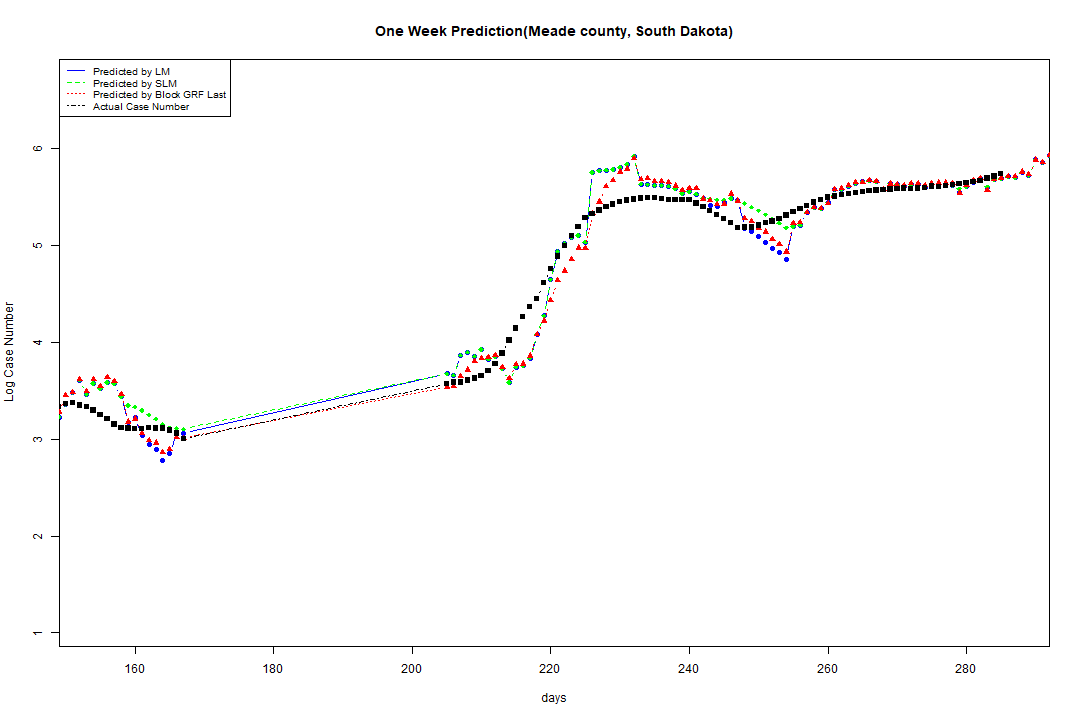 One Week Prediction(Meade county, South Dakota)
Predicted by LM
Predicted by SLM
Predicted by Block GRF Last
Actual Case Number
6
5
4
3
2
1
Log Case Number
160 180 200 220 240 260 280
days